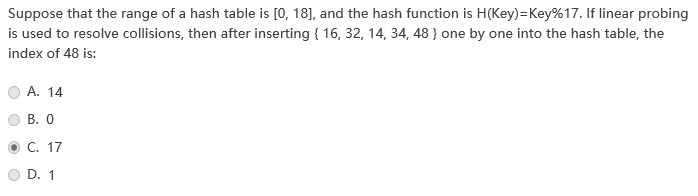 Suppose that the range of a hash table is [0, 18], and the hash function is H(Key)=Key%17. If linear probing
is used to resolve collisions, then after inserting { 16, 32, 14, 34, 48 } one by one into the hash table, the
index of 48 is:
A. 14
B. 0
C. 17
D. 1